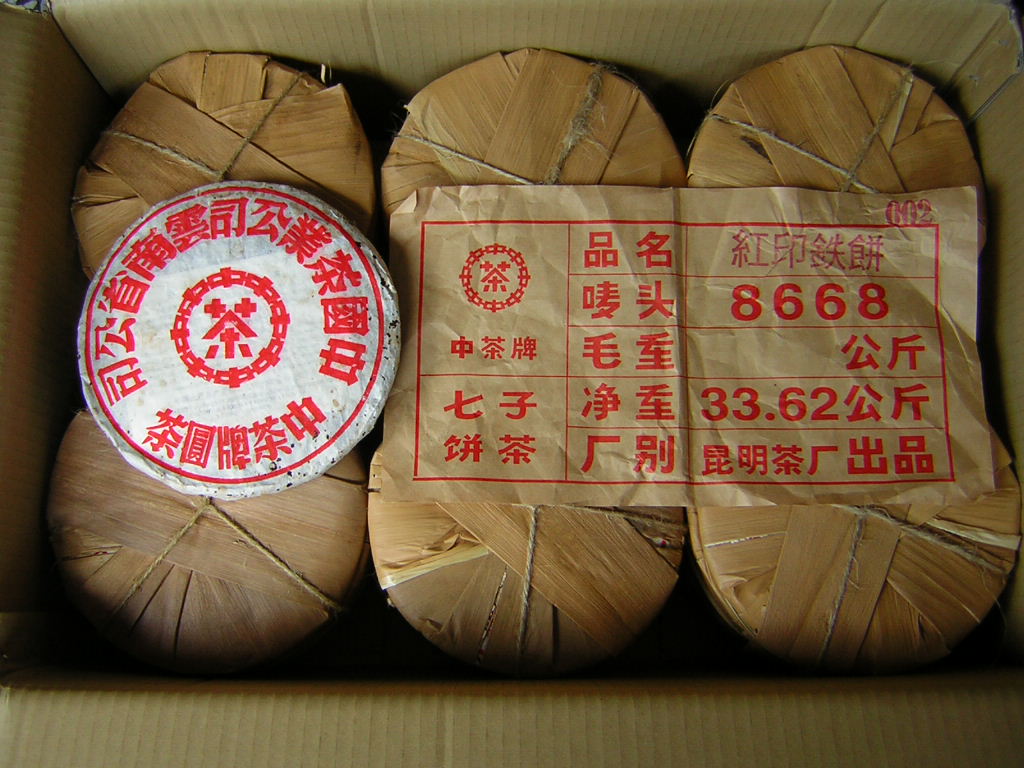 中國茶業公司雲南省公司
茶
中茶牌圓茶
602
茶
中茶牌
七子
饼茶
品名 紅印鉄餅
唛头 8668
毛重 公斤
净重 33.62公斤
厂别 昆明茶厂出品